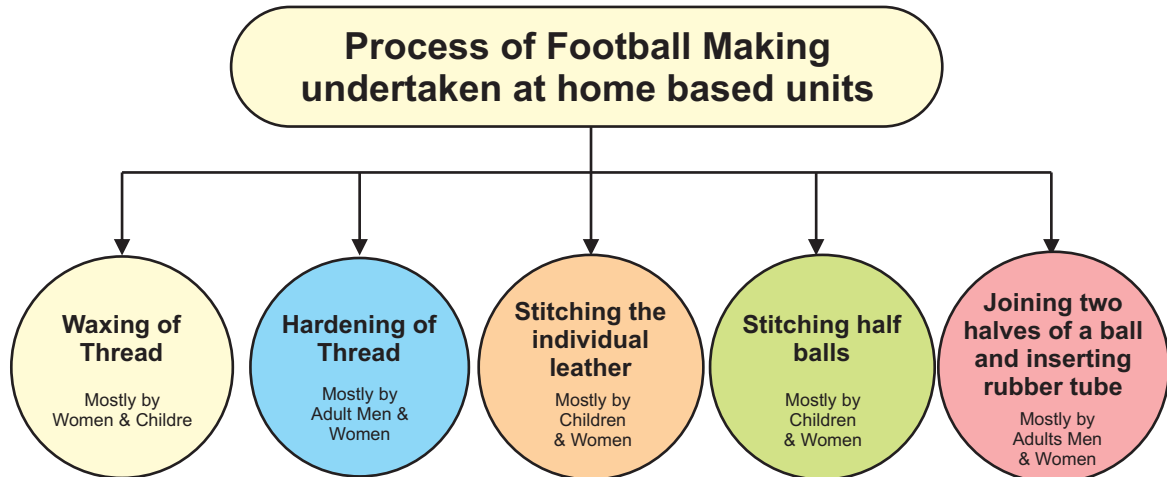 Process of Football Making
undertaken at home based units
Waxing of
Thread
Mostly by
Women & Childre
Hardening of
Thread
Mostly by
Adult Men &
Women
Stitching the
individual
leather
Mostly by
Children
& Women
Stitching half
balls
Mostly by
Children
& Women
Joining two
halves of a ball
and inserting
rubber tube
Mostly by
Adults Men
& Women